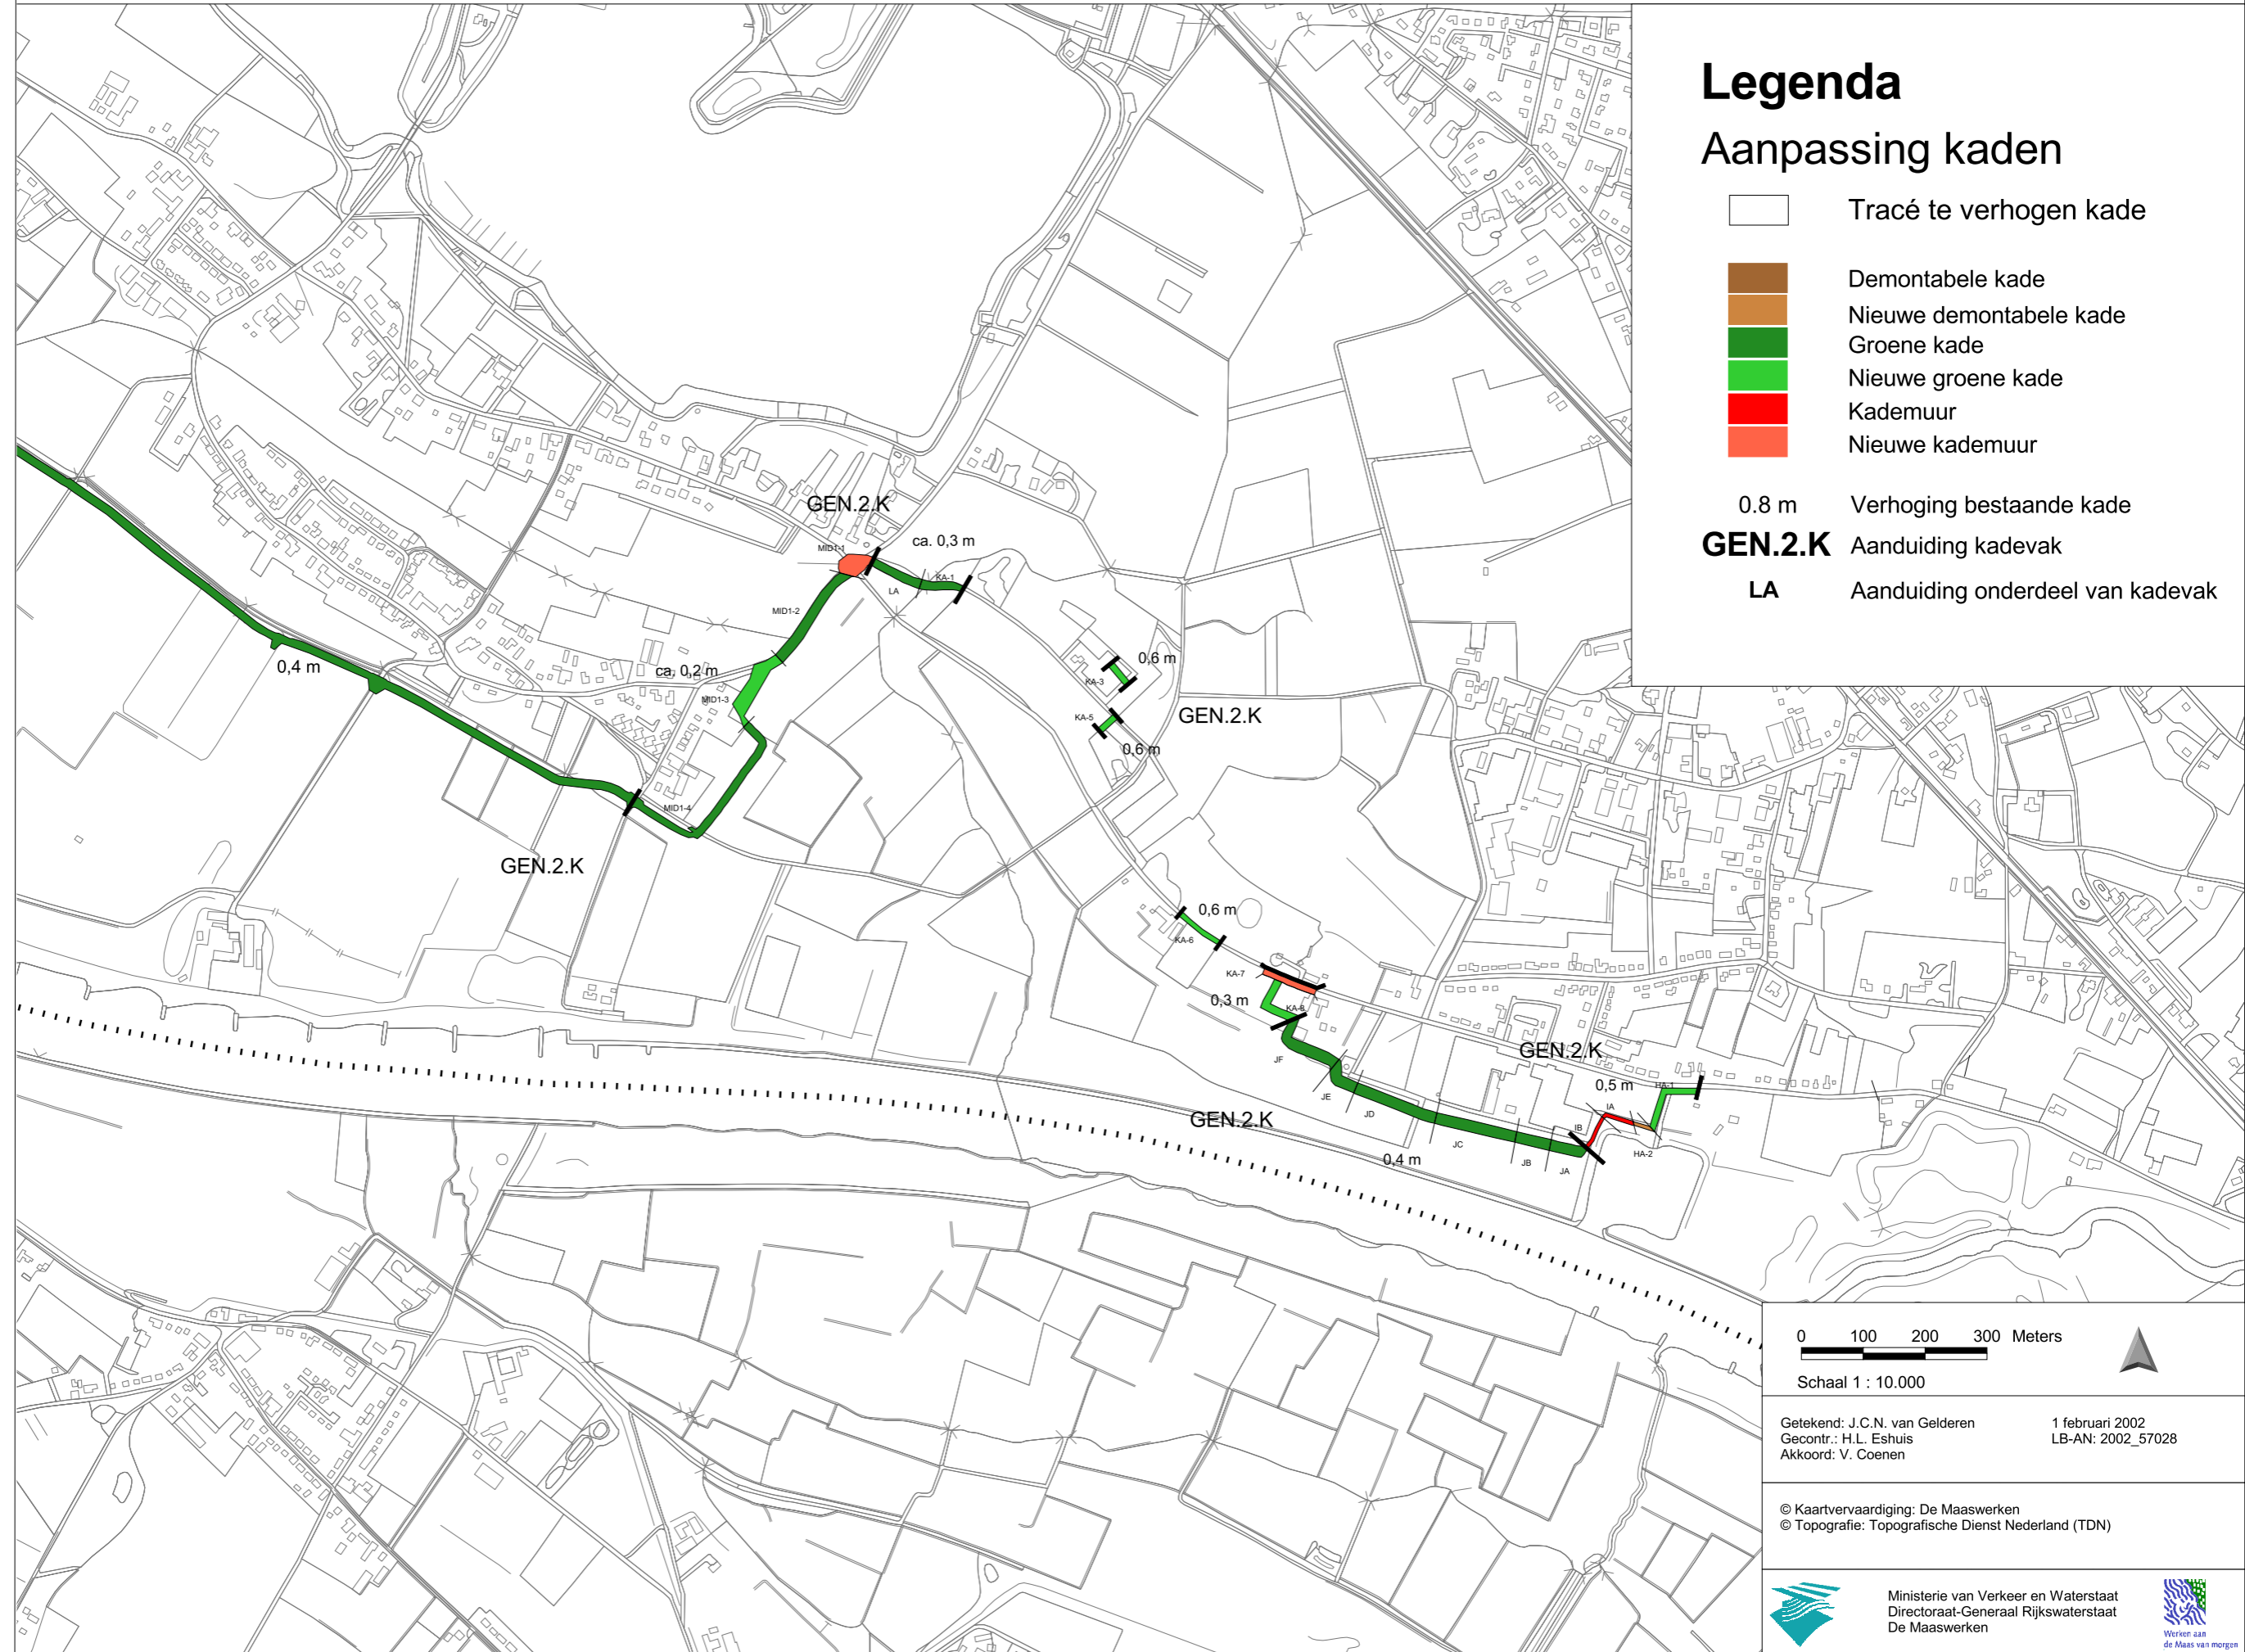 Legenda
Aanpassing kaden
Tracé te verhogen kade
Demontabele kade
Nieuwe demontabele kade
Groene kade
Nieuwe groene kade
Kademuur
Nieuwe kademuur
0.8 m Verhoging bestaande kade
GEN.2.K Aanduiding kadevak
LA Aanduiding onderdeel van kadevak
GEN.2.K
ca. 0,3 m
MID1-1
KA-1
LA
MID1-2
0,4 m
ca. 0,2 m
MID1-3
0,6 m
KA-3
KA-5
GEN.2.K
0,6 m
MID1-4
GEN.2.K
0,6 m
KA-6
KA-7
0,3 m
KA-8
JF
GEN.2.K
0,5 m
HA-1
JE
JD
IA
GEN.2.K
IB
JC
HA-2
0,4 m
JB
JA
0 100 200 300 Meters
Schaal 1 : 10.000
Getekend: J.C.N. van Gelderen 1 februari 2002
Gecontr.: H.L. Eshuis LB-AN: 2002_57028
Akkoord: V. Coenen
© Kaartvervaardiging: De Maaswerken
© Topografie: Topografische Dienst Nederland (TDN)
Ministerie van Verkeer en Waterstaat
Directoraat-Generaal Rijkswaterstaat
De Maaswerken
Werken aan
de Maas van morgen